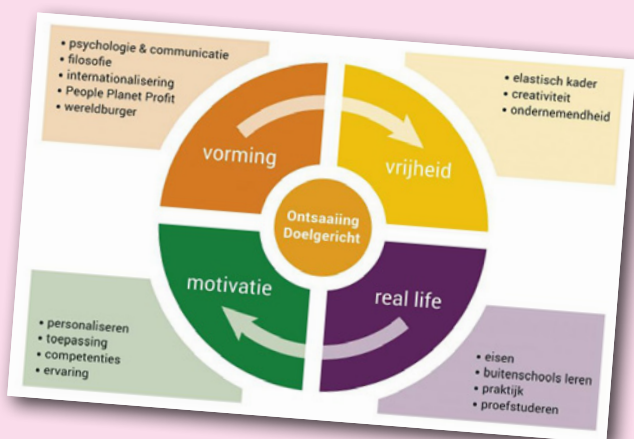 • psychologie & communicatie
• filosofie
• internationalisering
• People Planet Profit
• wereldburger
• elastisch kader
• creativiteit
• ondernemendheid
vorming
vrijheid
Ontsaaiing
Doelgericht
motivatie
real life
• personaliseren
• toepassing
• competenties
• ervaring
• eisen
• buitenschools leren
• praktijk
• proefstuderen